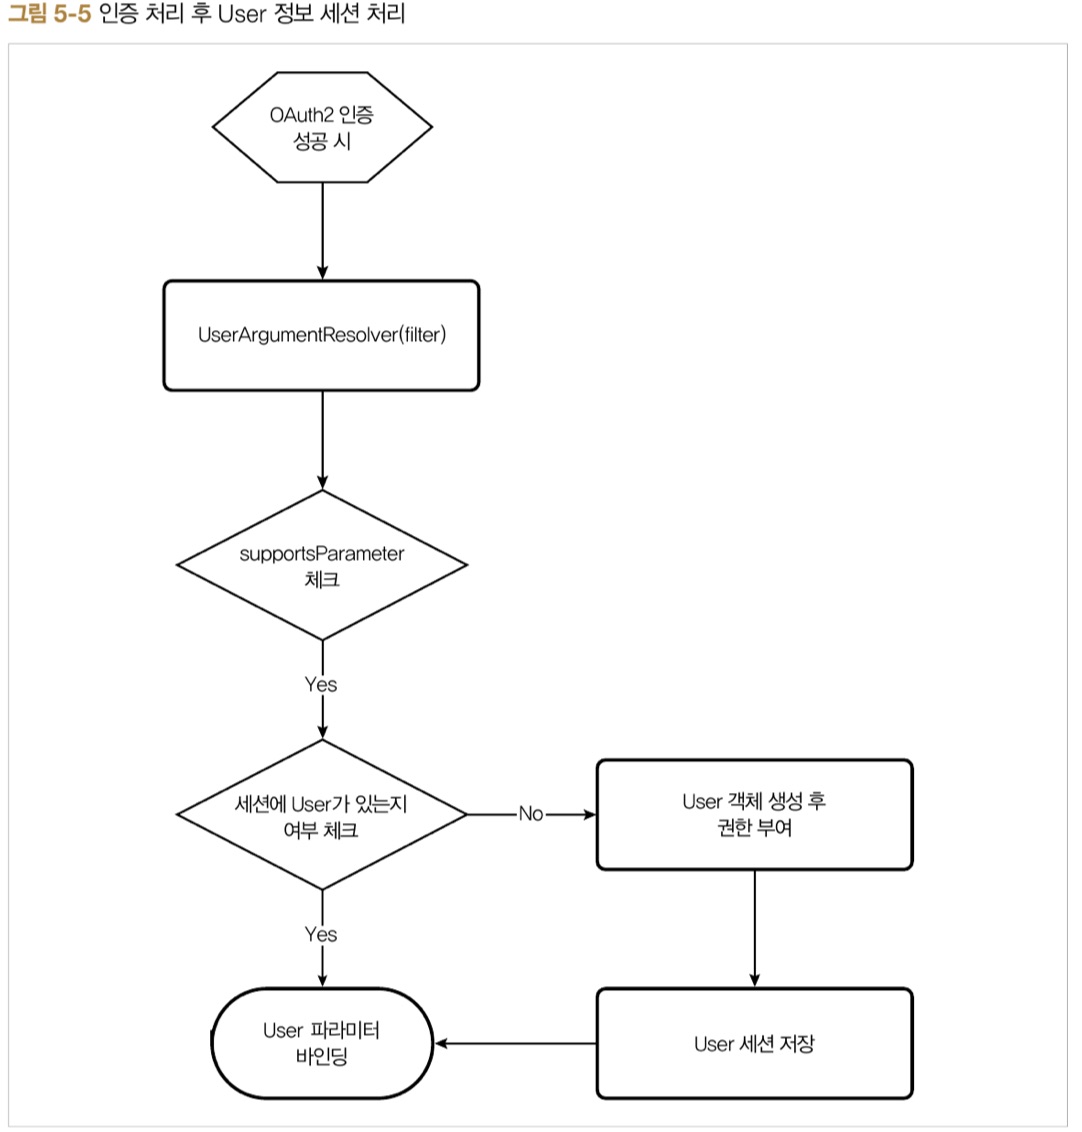 그림 5-5 인증 처리 후 User 정보 세션 처리
OAuth2 인증
성공 시
UserArgumentResolver(filter)
supportsParameter
체크
Yes
세션에 User가 있는지
여부 체크
No
User 객체 생성 후
권한 부여
Yes
User 파라미터
바인딩
User 세션 저장